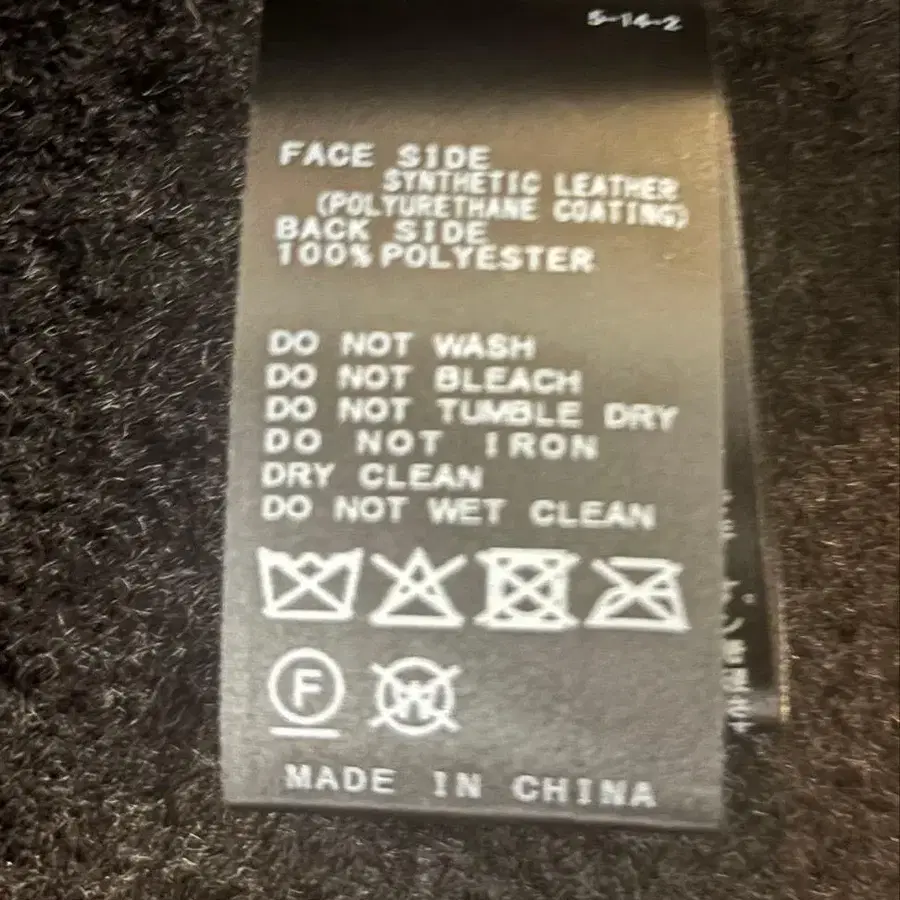 5-14-2
FACE SIDE
SYNTHETIC LEATHER
(POLYURETHANE COATING)
BACK SIDE
100% POLYESTER
DO NOT WASH
DO NOT BLEACH
DO NOT TUMBLE DRY
DO NOT IRON
DRY CLEAN
DO NOT WET CLEAN
F
W
MADE IN CHINA